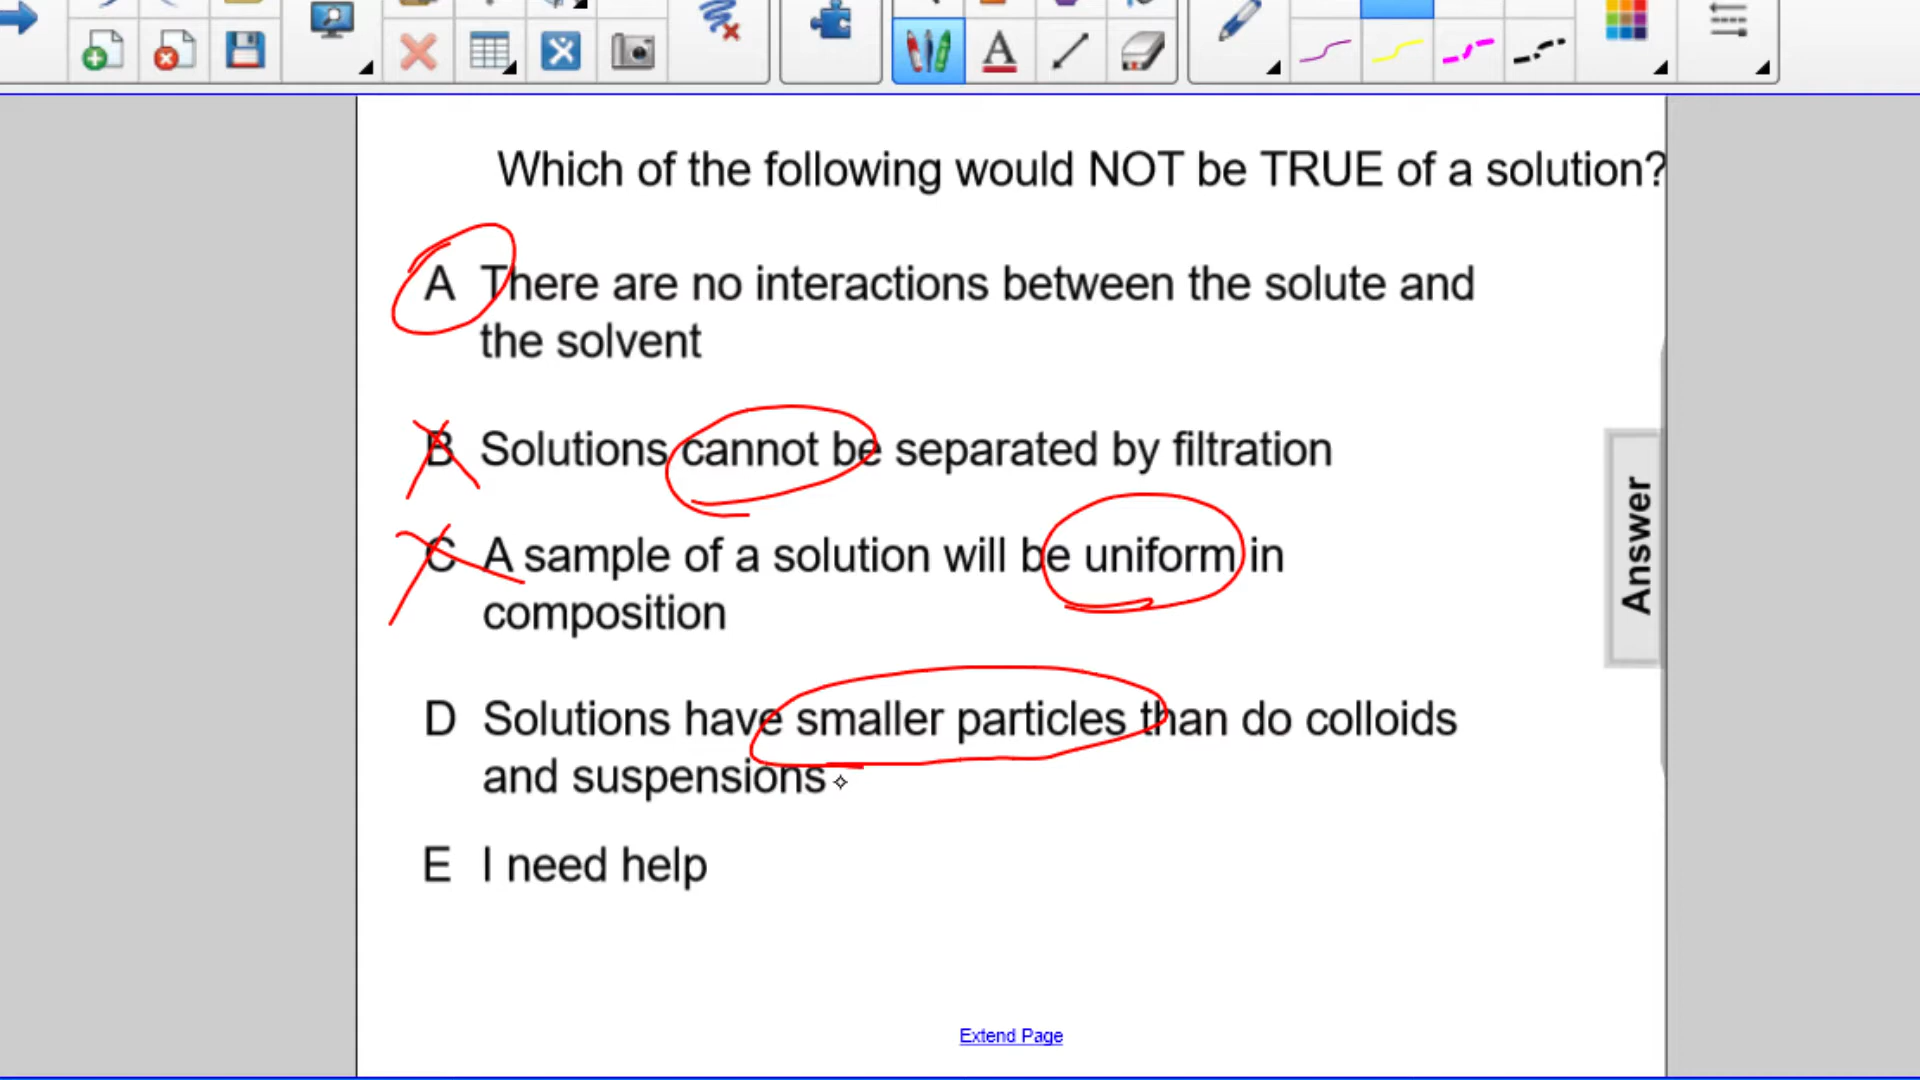 Which of the following would NOT be TRUE of a solution?
A There are no interactions between the solute and
the solvent
B Solutions cannot be separated by filtration
C A sample of a solution will be uniform in
composition
D Solutions have smaller particles than do colloids
and suspensions
E I need help
Answer
Extend Page